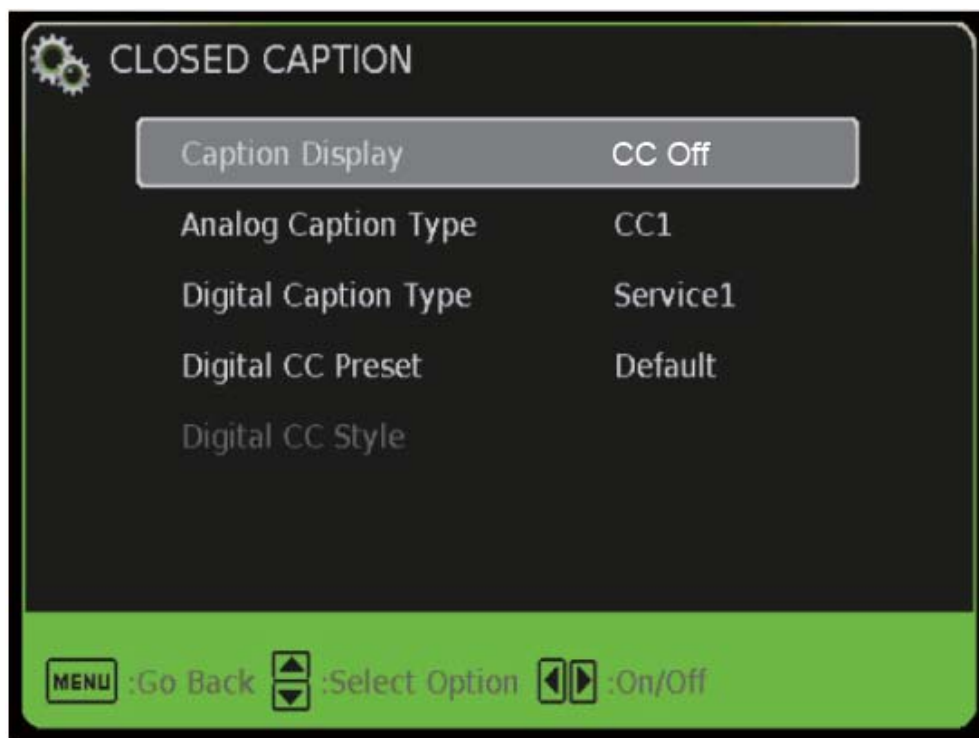 CLOSED CAPTION
Caption Display CC Off
Analog Caption Type CC1
Digital Caption Type Service1
Digital CC Preset Default
Digital CC Style
MENU :Go Back :Select Option :On/Off